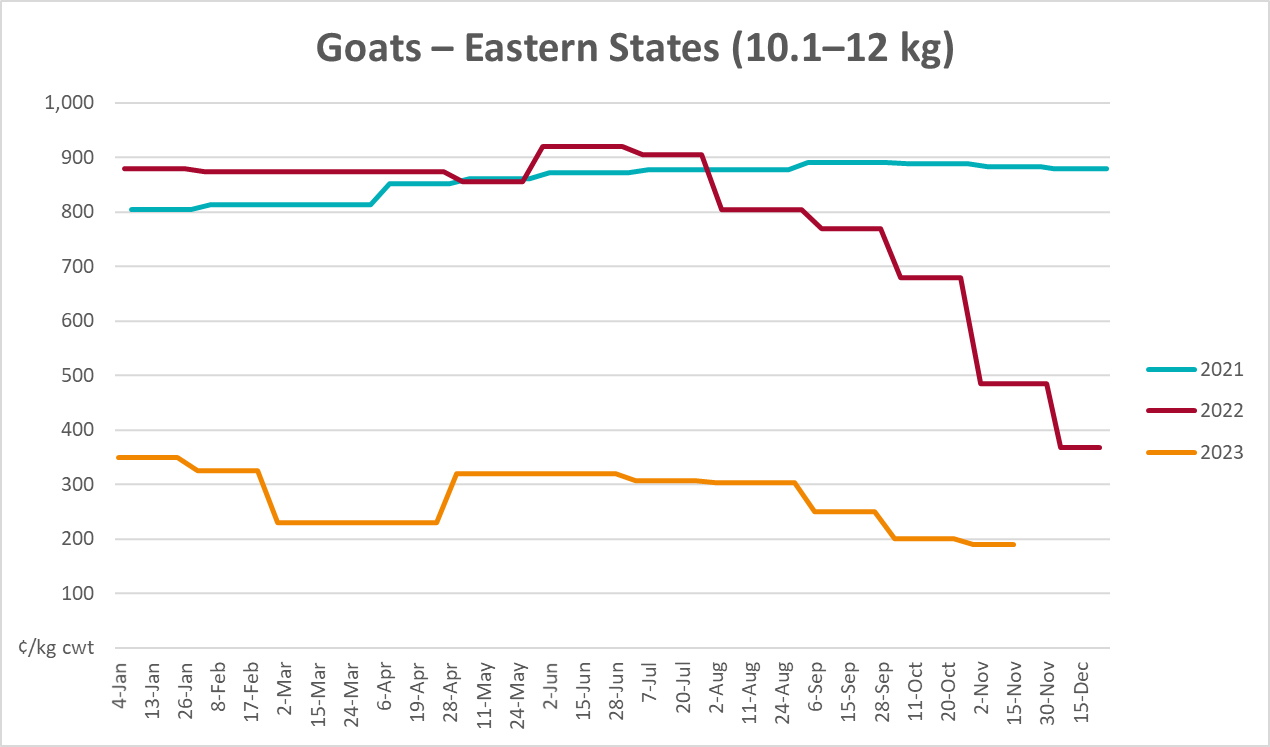 Goats – Eastern States (10.1–12 kg)
1,000
900
800
700
600
500
400
300
200
100
¢/kg cwt
4-Jan
13-Jan
26-Jan
8-Feb
17-Feb
2-Mar
15-Mar
24-Mar
6-Apr
19-Apr
28-Apr
11-May
24-May
2-Jun
15-Jun
28-Jun
7-Jul
20-Jul
2-Aug
11-Aug
24-Aug
6-Sep
15-Sep
28-Sep
11-Oct
20-Oct
2-Nov
15-Nov
30-Nov
15-Dec
2021
2022
2023